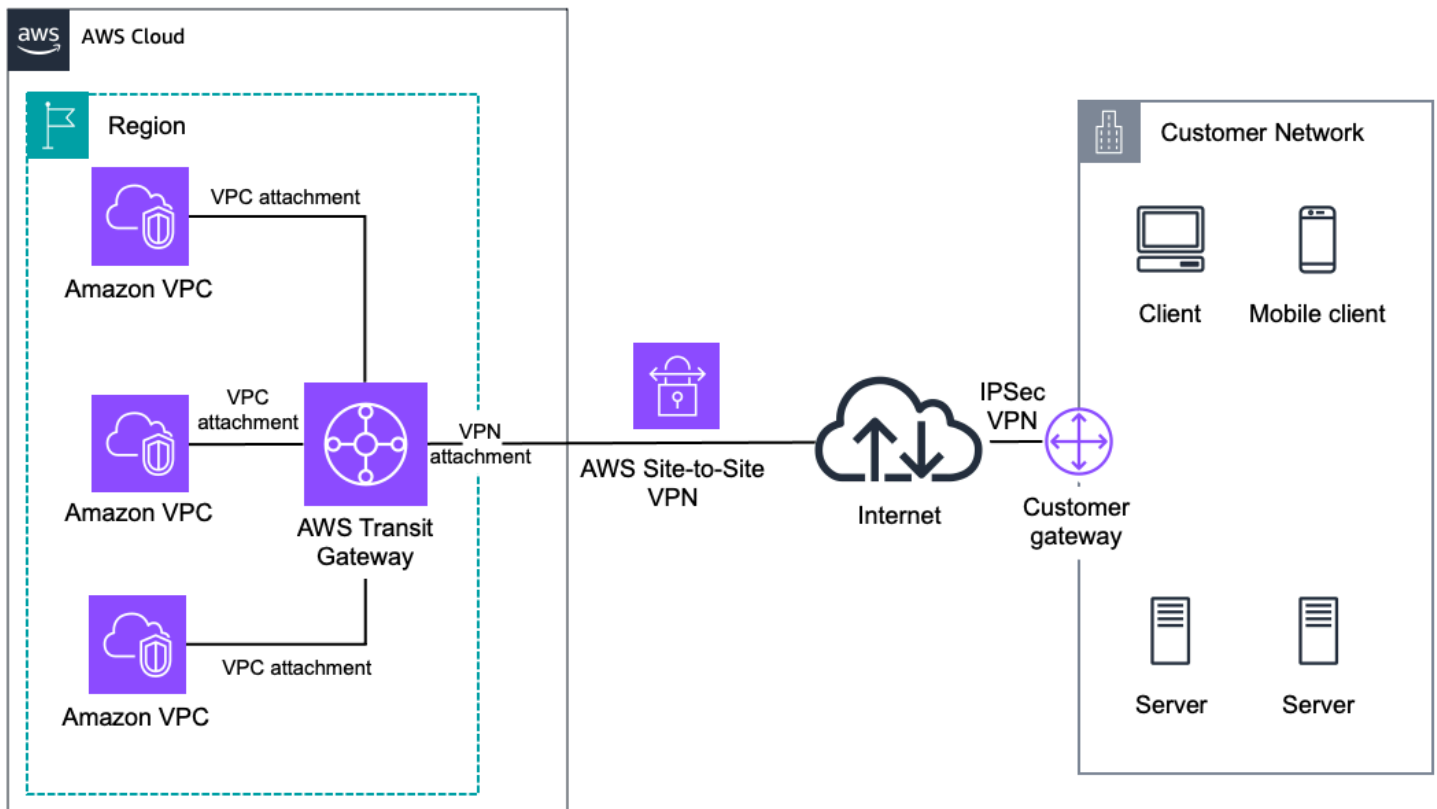 aws
AWS Cloud
Region
VPC attachment
Amazon VPC
VPC
attachment
Amazon VPC
AWS Transit
Gateway
VPC attachment
Amazon VPC
VPN
attachment
AWS Site-to-Site
VPN
Internet
IPSec
VPN
Customer
gateway
Customer Network
Client
Mobile client
Server
Server